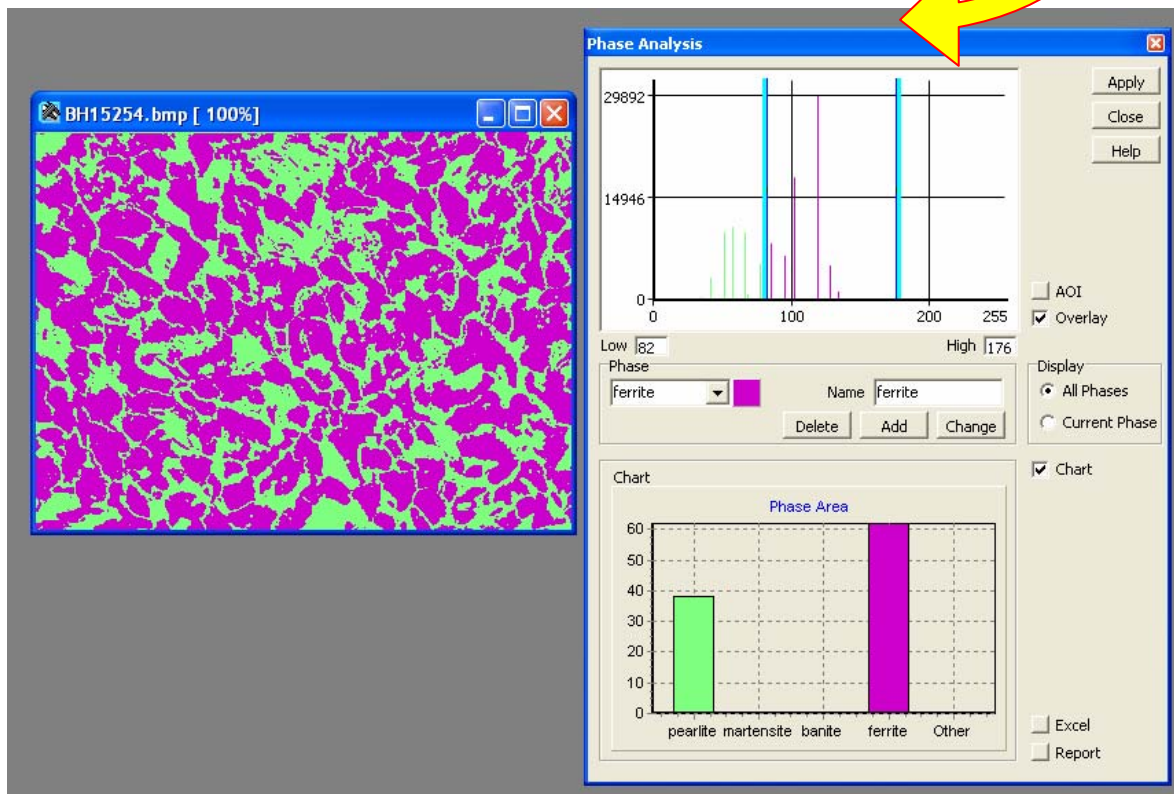 BH15254.bmp [ 100%]
Phase Analysis
29892
14946
0
0 100 200 255
Apply
Close
Help
AOI
Overlay
Low 82 High 176
Phase
ferrite Name ferrite
Delete Add Change
Display
All Phases
Current Phase
Chart
Chart
Phase Area
60
50
40
30
20
10
0
pearlite martensite banite ferrite Other
Excel
Report